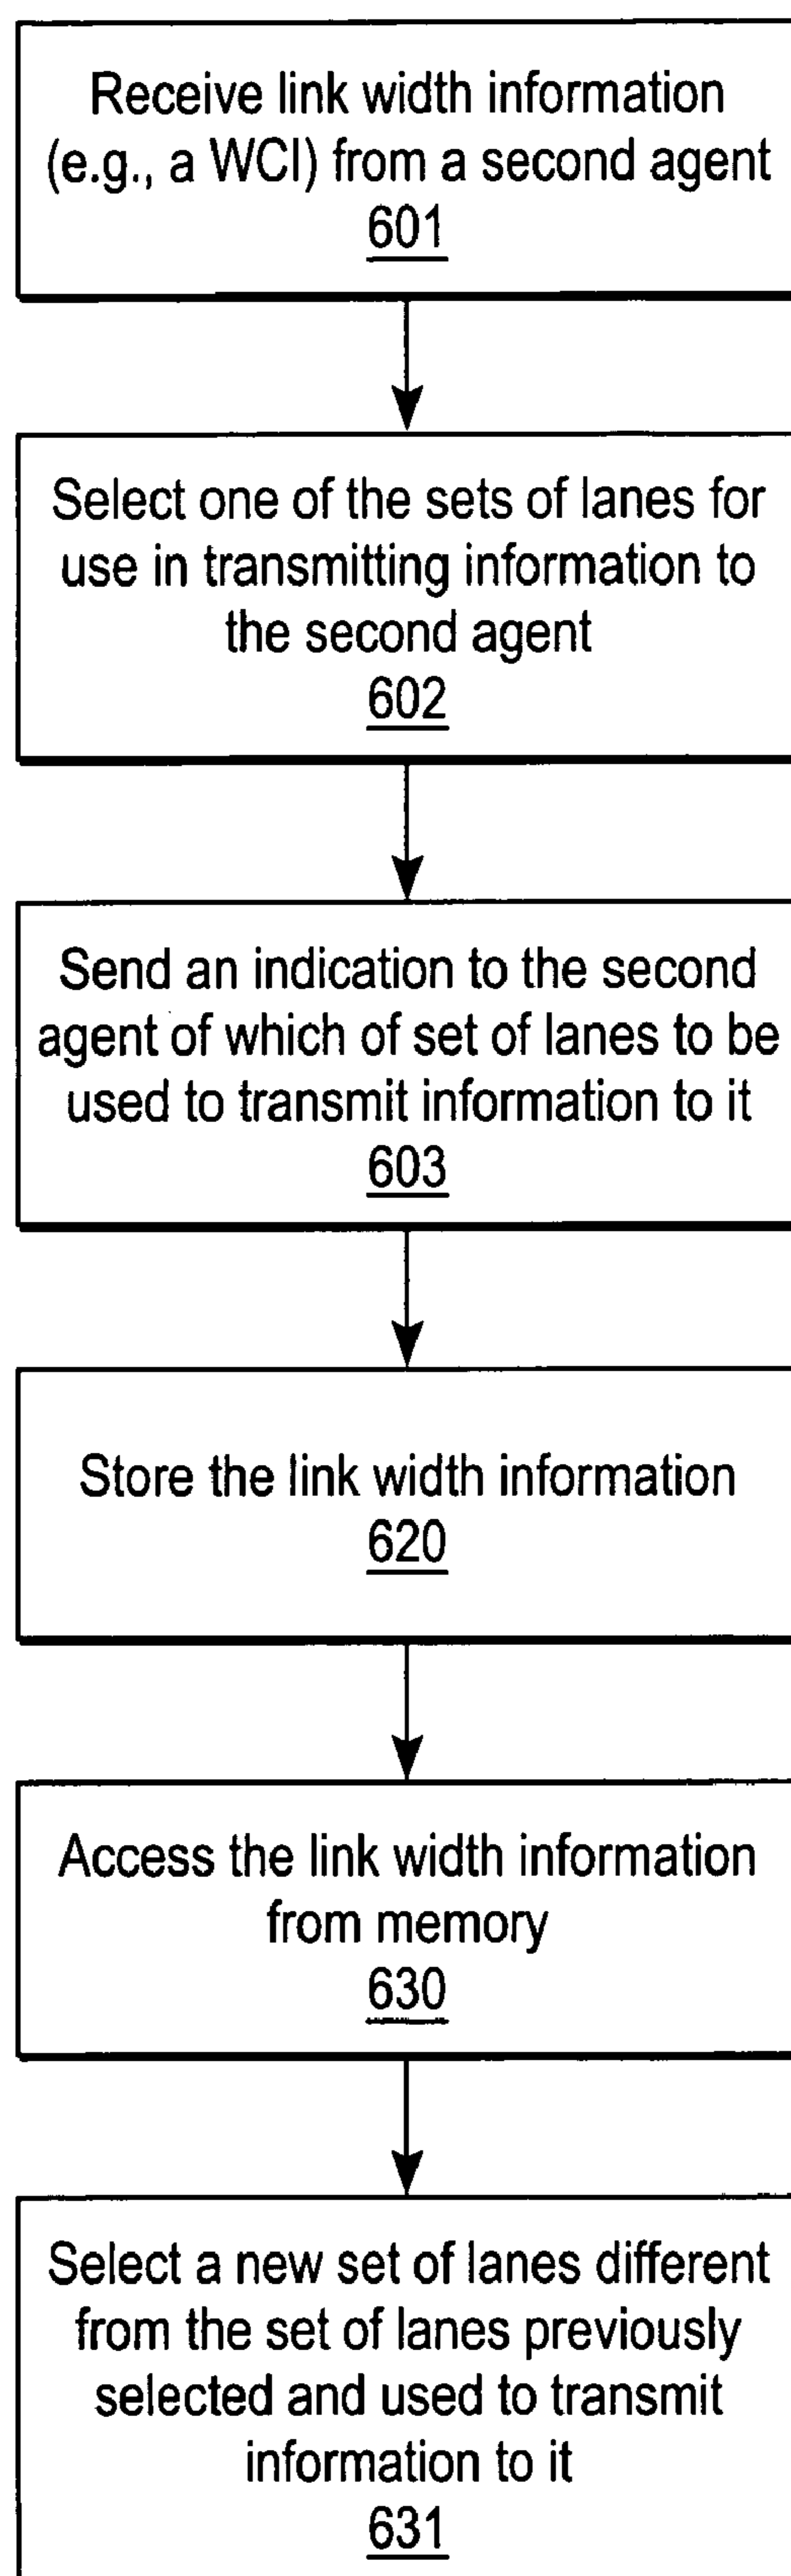 Receive link width information
(e.g., a WCI) from a second agent
601
Select one of the sets of lanes for
use in transmitting information to
the second agent
602
Send an indication to the second
agent of which of set of lanes to be
used to transmit information to it
603
Store the link width information
620
Access the link width information
from memory
630
Select a new set of lanes different
from the set of lanes previously
selected and used to transmit
information to it
631